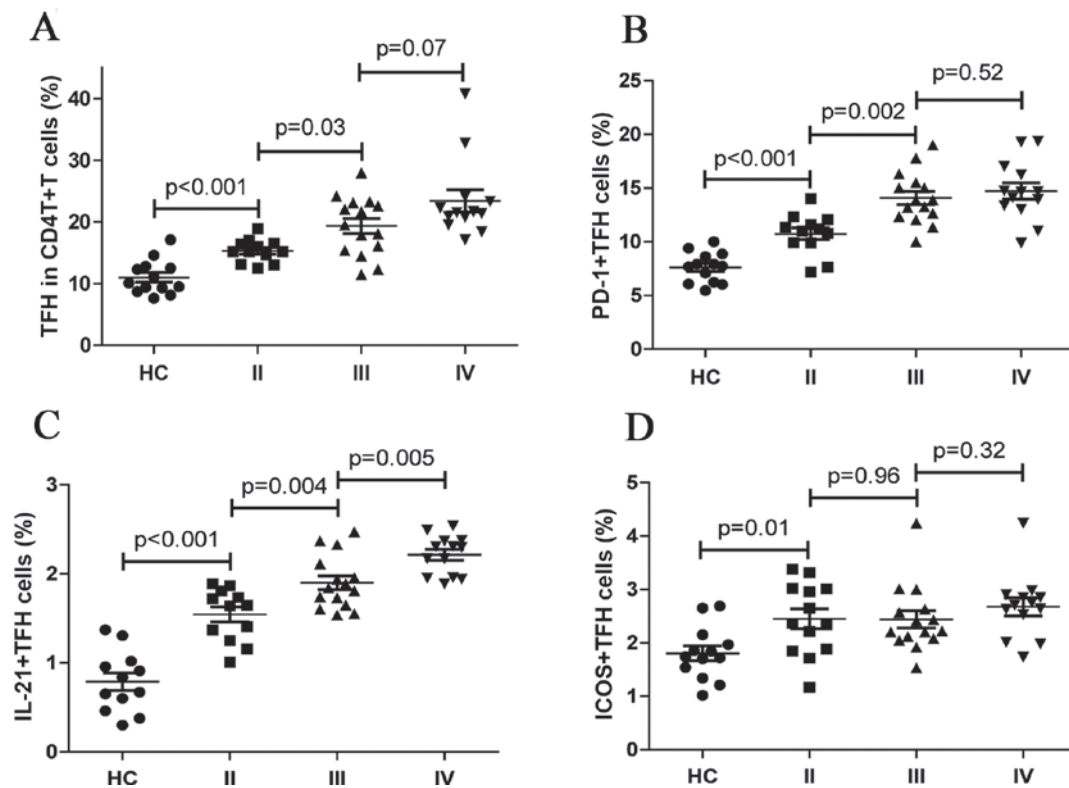 A
TFH in CD4T+T cells (%)
40
30
20
10
0
p<0.001
p=0.03
p=0.07
HC II III IV
B
PD-1+TFH cells (%)
25
20
15
10
5
0
p<0.001
p=0.002
p=0.52
HC II III IV
C
IL-21+TFH cells (%)
3
2
1
0
p<0.001
p=0.004
p=0.005
HC II III IV
D
ICOS+TFH cells (%)
5
4
3
2
1
0
p=0.01
p=0.96
p=0.32
HC II III IV